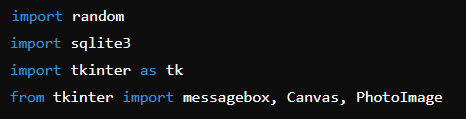 import random
import sqlite3
import tkinter as tk
from tkinter import messagebox, Canvas, PhotoImage